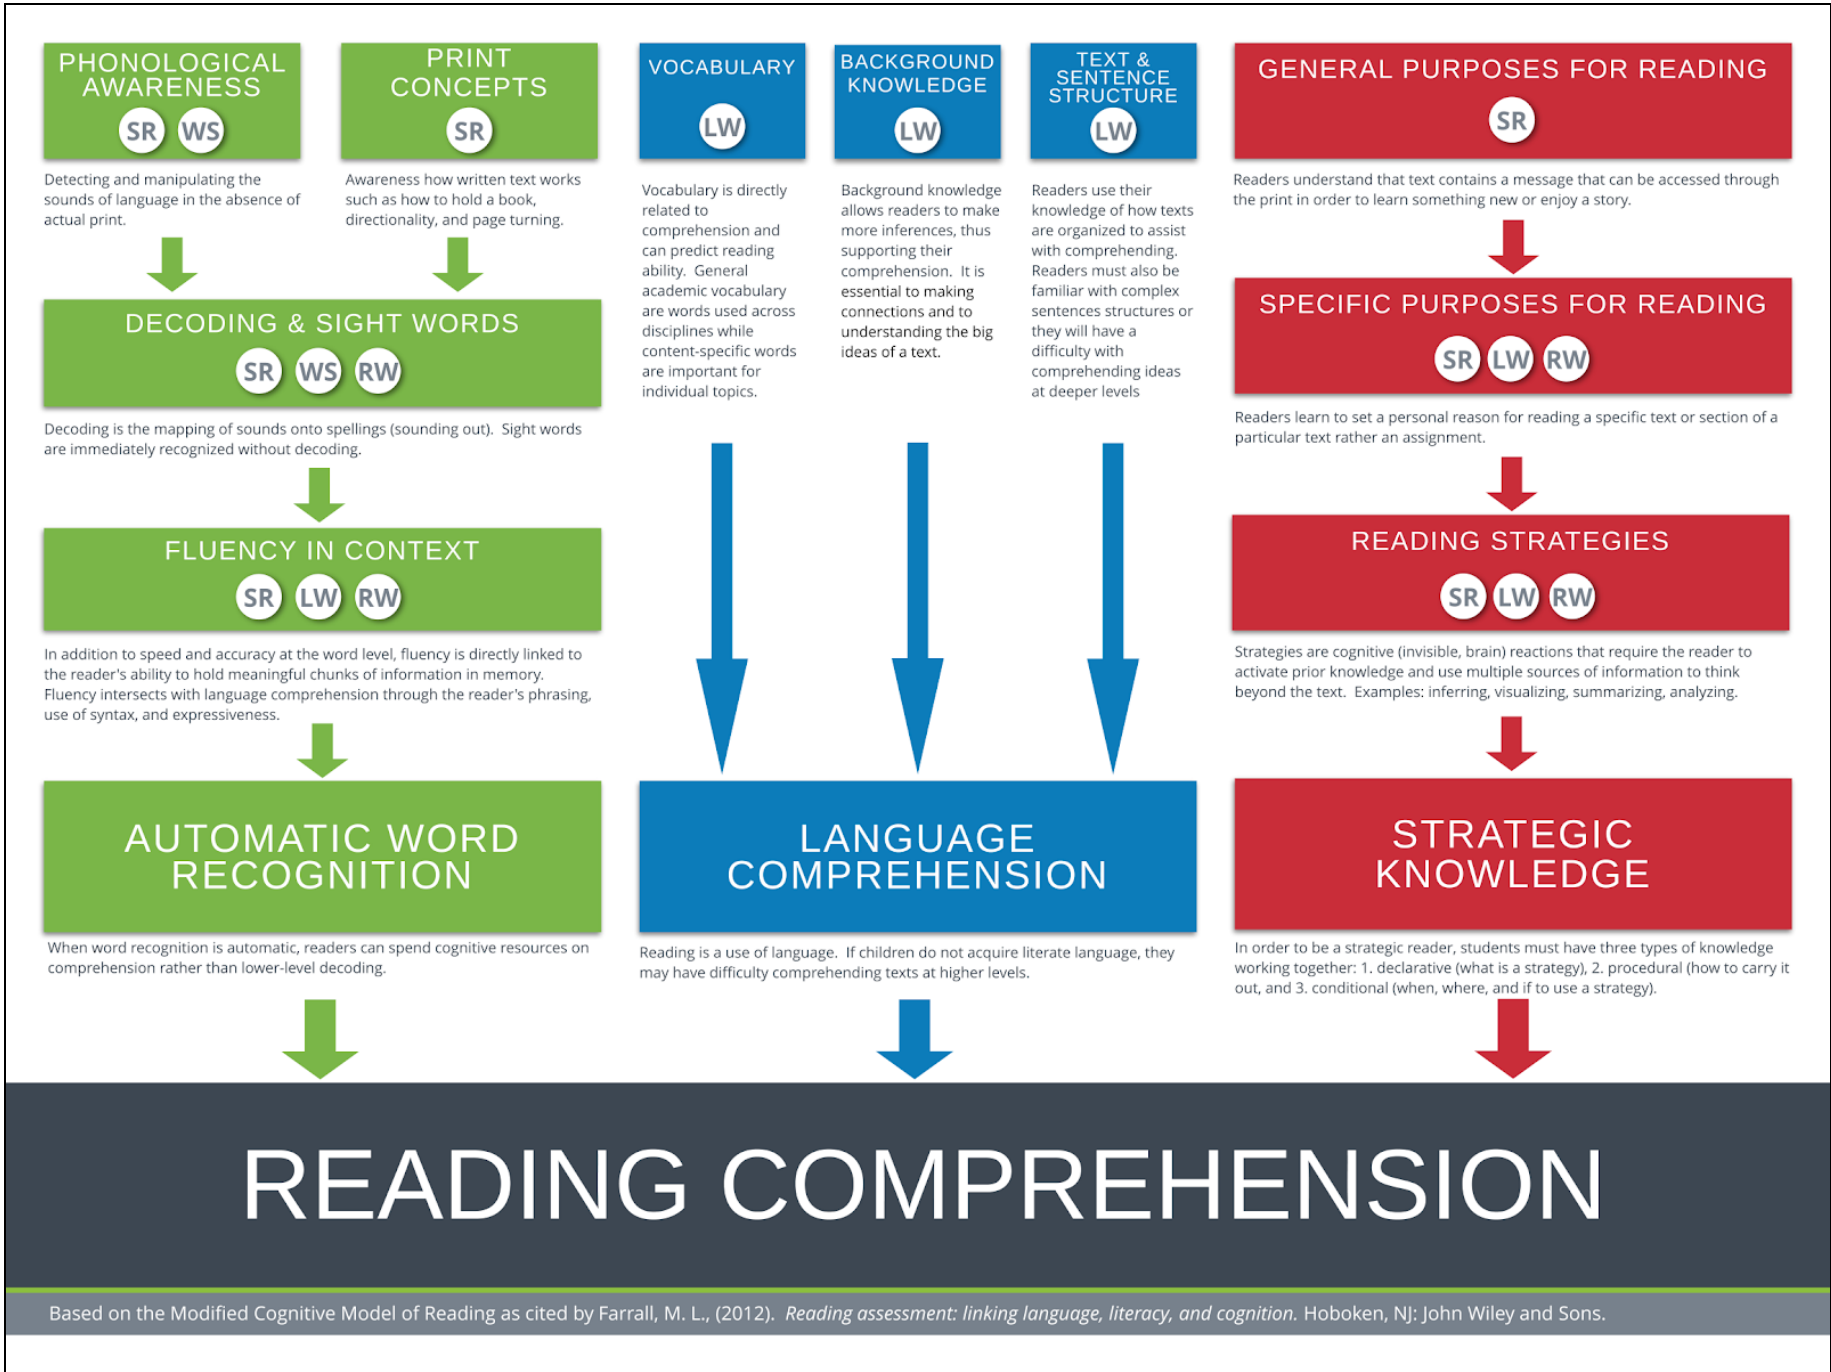 PHONOLOGICAL
AWARENESS
SR WS
Detecting and manipulating the
sounds of language in the absence of
actual print.
PRINT
CONCEPTS
SR
Awareness how written text works
such as how to hold a book,
directionality, and page turning.
DECODING & SIGHT WORDS
SR WS RW
Decoding is the mapping of sounds onto spellings (sounding out).  Sight words
are immediately recognized without decoding.
FLUENCY IN CONTEXT
SR LW RW
In addition to speed and accuracy at the word level, fluency is directly linked to
the reader's ability to hold meaningful chunks of information in memory.
Fluency intersects with language comprehension through the reader's phrasing,
use of syntax, and expressiveness.
AUTOMATIC WORD
RECOGNITION
When word recognition is automatic, readers can spend cognitive resources on
comprehension rather than lower-level decoding.
VOCABULARY
LW
Vocabulary is directly
related to
comprehension and
can predict reading
ability.  General
academic vocabulary
are words used across
disciplines while
content-specific words
are important for
individual topics.
BACKGROUND
KNOWLEDGE
LW
Background knowledge
allows readers to make
more inferences, thus
supporting their
comprehension.  It is
essential to making
connections and to
understanding the big
ideas of a text.
TEXT &
SENTENCE
STRUCTURE
LW
Readers use their
knowledge of how texts
are organized to assist
with comprehending.
Readers must also be
familiar with complex
sentences structures or
they will have a
difficulty with
comprehending ideas
at deeper levels
LANGUAGE
COMPREHENSION
Reading is a use of language.  If children do not acquire literate language, they
may have difficulty comprehending texts at higher levels.
GENERAL PURPOSES FOR READING
SR
Readers understand that text contains a message that can be accessed through
the print in order to learn something new or enjoy a story.
SPECIFIC PURPOSES FOR READING
SR LW RW
Readers learn to set a personal reason for reading a specific text or section of a
particular text rather an assignment.
READING STRATEGIES
SR LW RW
Strategies are cognitive (invisible, brain) reactions that require the reader to
activate prior knowledge and use multiple sources of information to think
beyond the text.  Examples: inferring, visualizing, summarizing, analyzing.
STRATEGIC
KNOWLEDGE
In order to be a strategic reader, students must have three types of knowledge
working together: 1. declarative (what is a strategy), 2. procedural (how to carry it
out, and 3. conditional (when, where, and if to use a strategy).
READING COMPREHENSION
Based on the Modified Cognitive Model of Reading as cited by Farrall, M. L., (2012).  Reading assessment: linking language, literacy, and cognition. Hoboken, NJ: John Wiley and Sons.